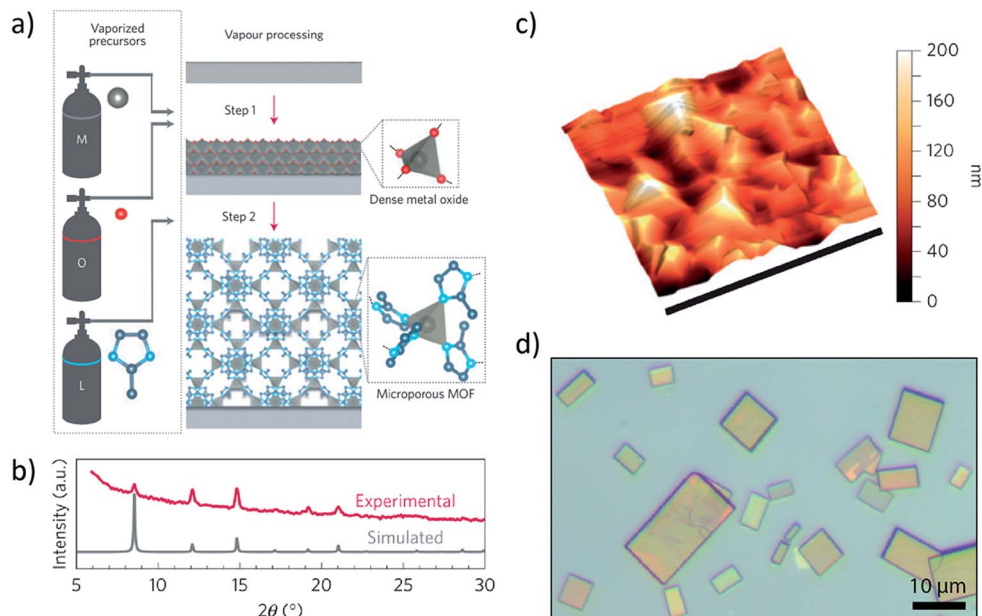 a)
Vaporized
precursors
Vapour processing
M
Step 1
O
Dense metal oxide
Step 2
L
Microporous MOF
b)
Intensity (a.u.)
Experimental
Simulated
5 10 15 20 25 30
2θ (°)
c)
200
160
120
80
40
0
nm
d)
10 µm